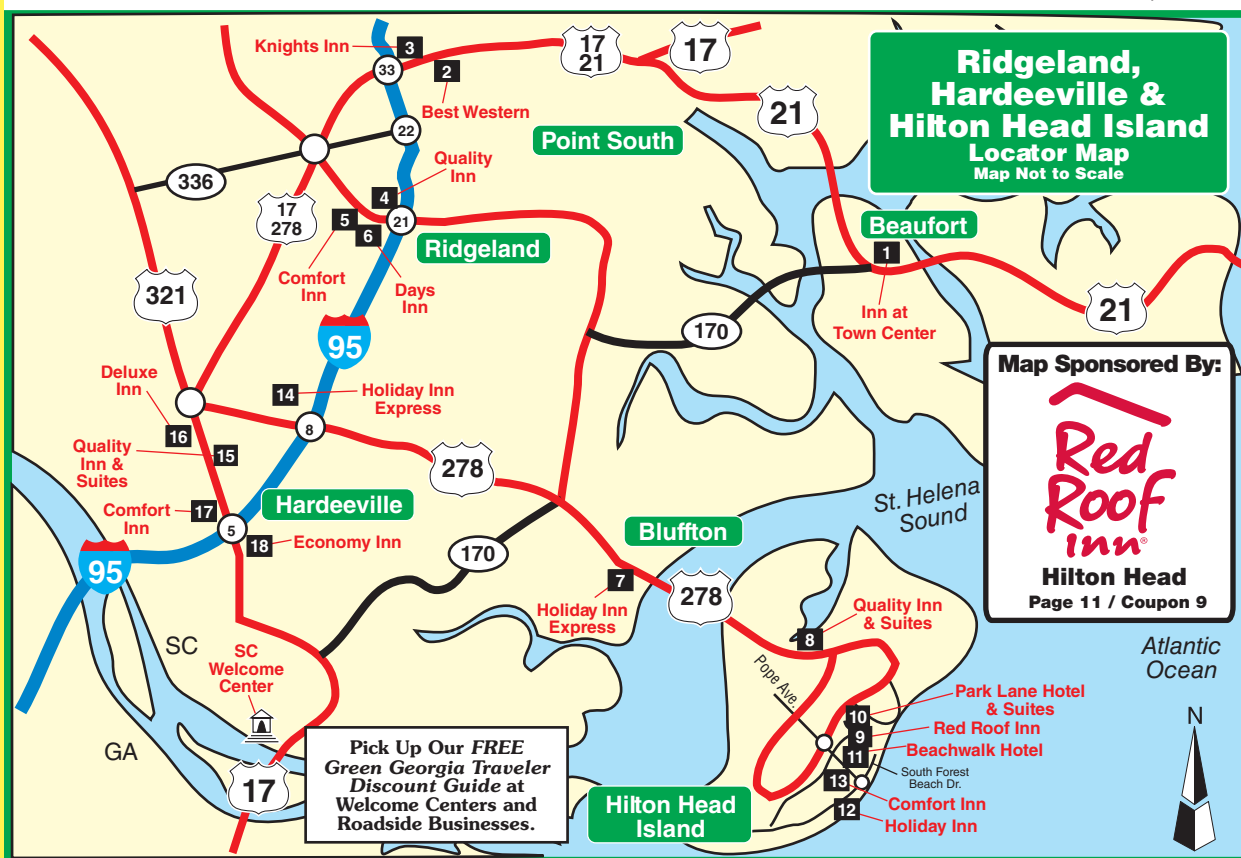 Ridgeland,
Hardeeville &
Hilton Head Island
Locator Map
Map Not to Scale
Knights Inn
3
33
2
Best Western
17
21
17
21
22
Point South
336
17
278
Quality
Inn
4
5
6
21
Ridgeland
Comfort
Inn
Days
Inn
Beaufort
1
Inn at
Town Center
321
95
170
21
Deluxe
Inn
16
14
Holiday Inn
Express
8
Quality
Inn &
Suites
15
278
Comfort
Inn
17
5
Hardeeville
18
Economy Inn
95
170
Bluffton
St. Helena
Sound
7
Holiday Inn
Express
278
Map Sponsored By:
Red
Roof
Inn®
Hilton Head
Page 11 / Coupon 9
Quality Inn
& Suites
8
SC
SC
Welcome
Center
GA
17
Pope Ave.
Park Lane Hotel
& Suites
10
Red Roof Inn
9
Beachwalk Hotel
11
South Forest
Beach Dr.
13
Comfort Inn
12
Holiday Inn
Hilton Head
Island
Atlantic
Ocean
N
Pick Up Our FREE
Green Georgia Traveler
Discount Guide at
Welcome Centers and
Roadside Businesses.